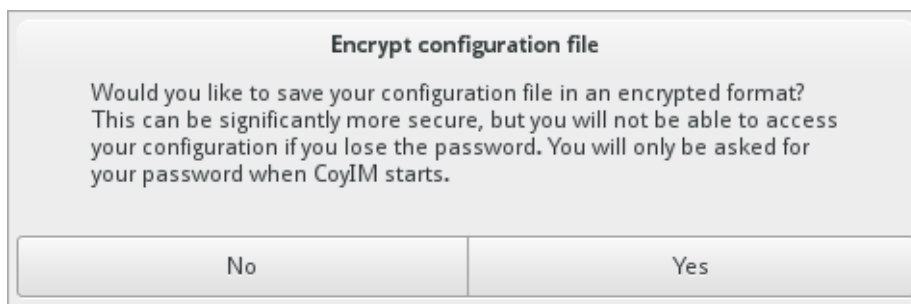 Encrypt configuration file
Would you like to save your configuration file in an encrypted format?
This can be significantly more secure, but you will not be able to access
your configuration if you lose the password. You will only be asked for
your password when CoyIM starts.
No
Yes